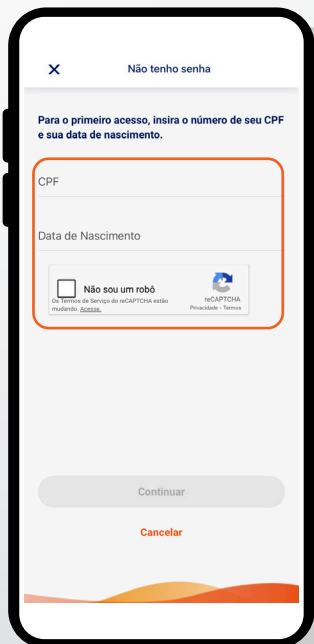 Não tenho senha
Para o primeiro acesso, insira o número de seu CPF
e sua data de nascimento.
CPF
Data de Nascimento
Não sou um robô
Os Termos de Serviço do reCAPTCHA estão
mudando. Acesse.
reCAPTCHA
Privacidade - Termos
Continuar
Cancelar